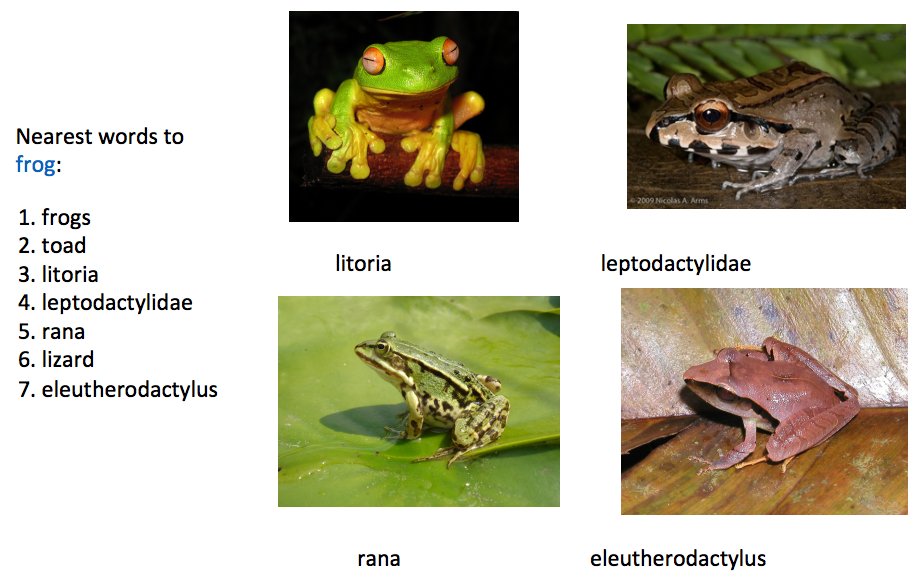 Nearest words to
frog:
1. frogs
2. toad
3. litoria
4. leptodactylidae
5. rana
6. lizard
7. eleutherodactylus
© 2009 Nicolas A. Arms
litoria
leptodactylidae
rana
eleutherodactylus